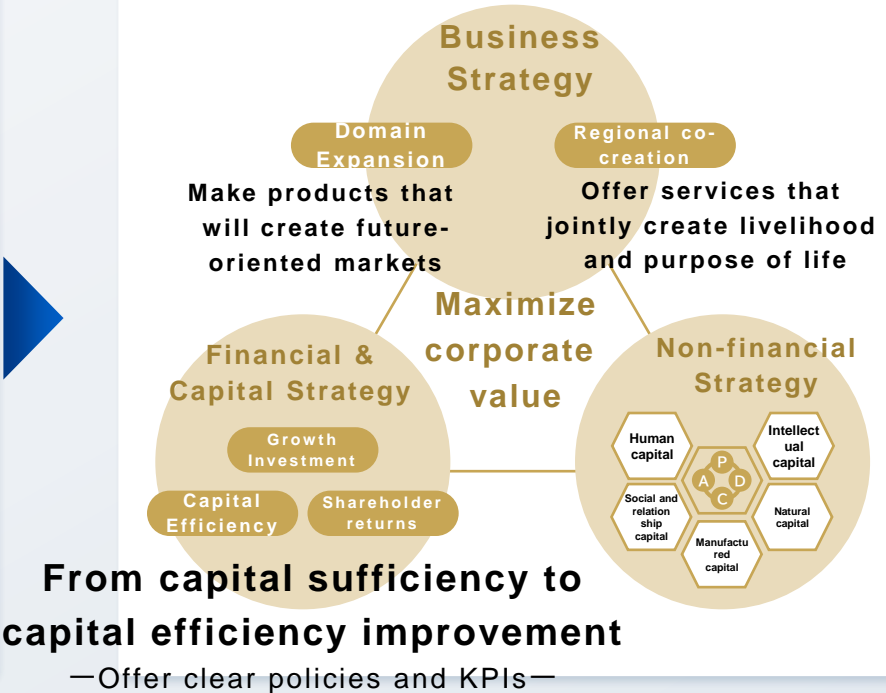 Business
Strategy
Domain
Expansion
Regional co-
creation
Make products that
will create future-
oriented markets
Offer services that
jointly create livelihood
and purpose of life
Maximize
corporate
value
Financial &
Capital Strategy
Growth
Investment
Capital
Efficiency
Shareholder
returns
Non-financial
Strategy
Human
capital
Intellect
ual
capital
P
A
D
C
Social and
relation
ship
capital
Natural
capital
Manufactu
red
capital
From capital sufficiency to
capital efficiency improvement
—Offer clear policies and KPIs—